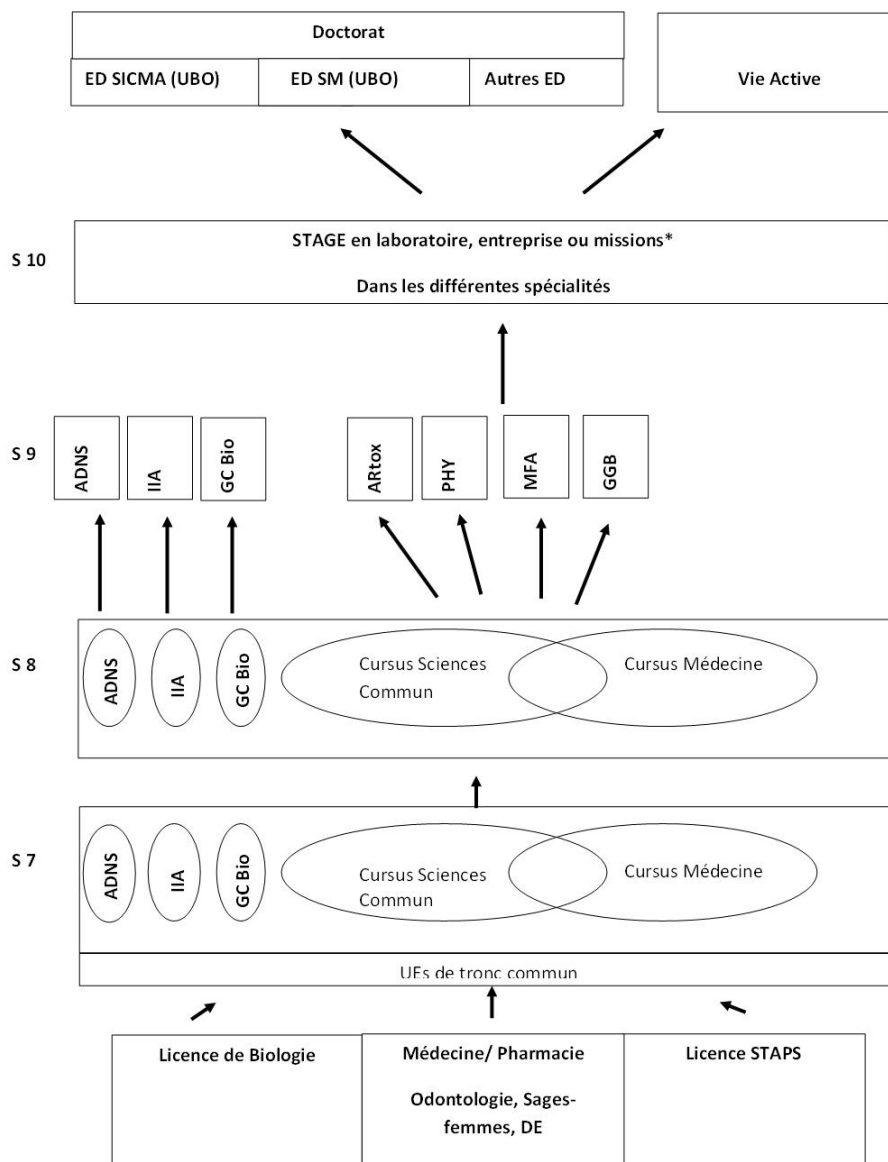 Doctorat
ED SICMA (UBO)
ED SM (UBO)
Autres ED
Vie Active
S 10
STAGE en laboratoire, entreprise ou missions*
Dans les différentes spécialités
S 9
ADNS
IIA
GC Bio
ARtox
PHY
MFA
GGB
S 8
ADNS
IIA
GC Bio
Cursus Sciences
Commun
Cursus Médecine
S 7
ADNS
IIA
GC Bio
Cursus Sciences
Commun
Cursus Médecine
UEs de tronc commun
Licence de Biologie
Médecine/ Pharmacie
Odontologie, Sages-
femmes, DE
Licence STAPS